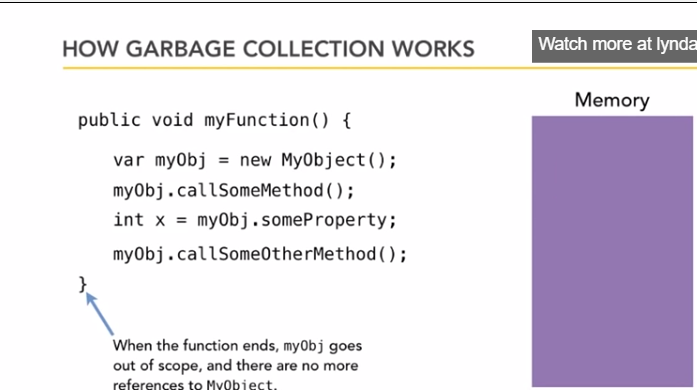 HOW GARBAGE COLLECTION WORKS
Watch more at lynda
Memory
public void myFunction() {
var myObj = new MyObject();
myObj.callSomeMethod();
int x = myObj.someProperty;
myObj.callSomeOtherMethod();
}
When the function ends, myObj goes
out of scope, and there are no more
references to MyObject.